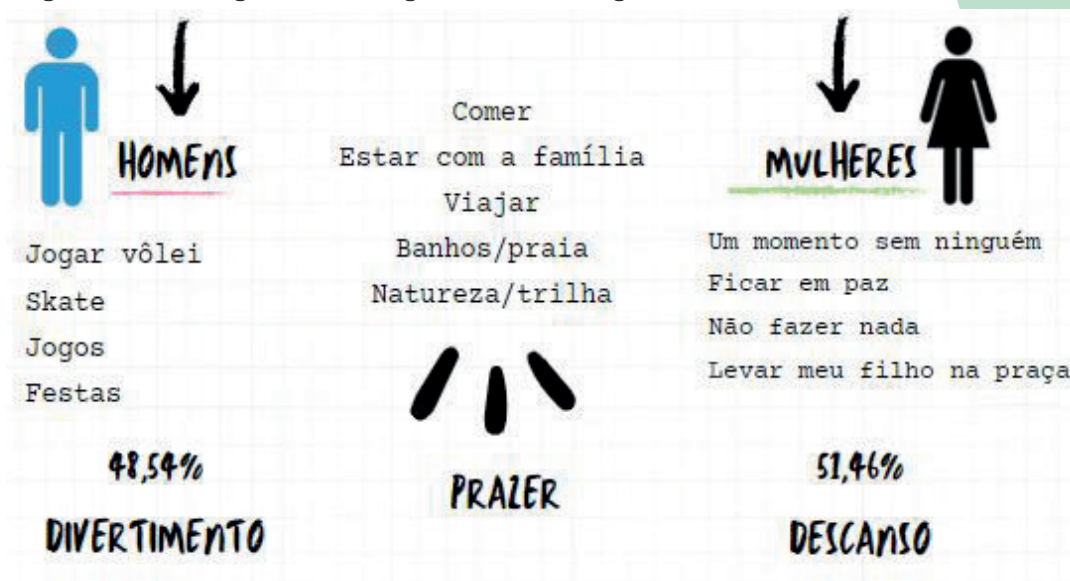 HOMENS
Jogar vôlei
Skate
Jogos
Festas
48,54%
DIVERTIMENTO
Comer
Estar com a família
Viajar
Banhos/praia
Natureza/trilha
PRAZER
MULHERES
Um momento sem ninguém
Ficar em paz
Não fazer nada
Levar meu filho na praça
51,46%
DESCANSO